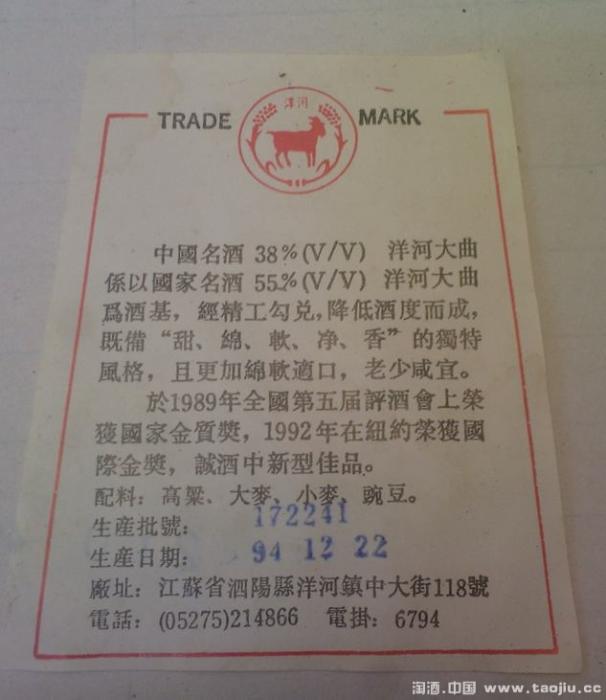 洋河
TRADE MARK
中國名酒 38%(V/V) 洋河大曲
係以國家名酒 55%(V/V) 洋河大曲
爲酒基，經精工勾兑，降低酒度而成，
既備“甜、綿、軟、净、香”的獨特
風格，且更加綿軟適口，老少咸宜。
於1989年全國第五届評酒會上榮
獲國家金質獎，1992年在紐約榮獲國
際金獎，誠酒中新型佳品。
配料：高粱、大麥、小麥、豌豆。
生産批號： 172241
生産日期： 94 12 22
廠址：江蘇省泗陽縣洋河鎮中大街118號
電話：(05275)214866 電掛：6794
淘酒.中国 www.taojiu.cc